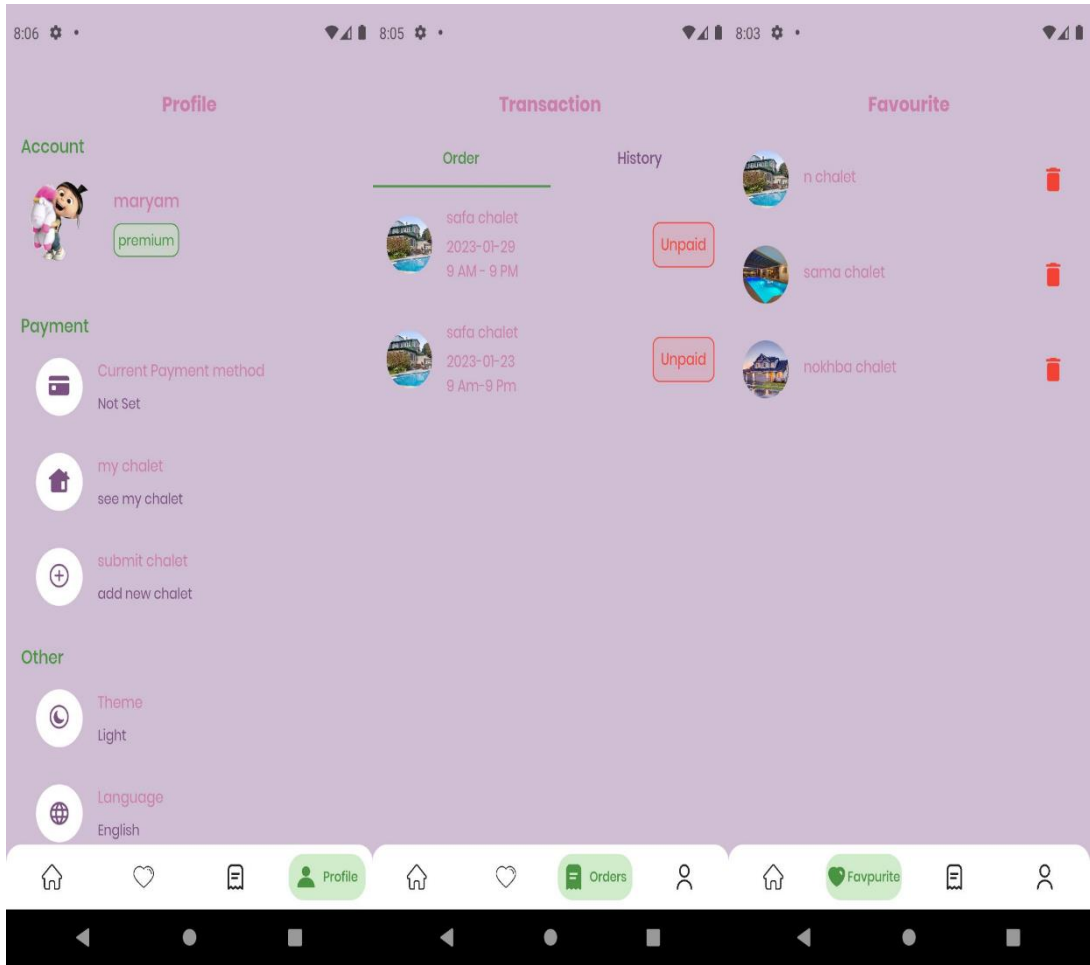 8:06
Profile
Account
maryam
premium
Payment
Current Payment method
Not Set
my chalet
see my chalet
submit chalet
add new chalet
Other
Theme
Light
Language
English
Profile
8:05
Transaction
Order
History
safa chalet
2023-01-29
9 AM - 9 PM
Unpaid
safa chalet
2023-01-23
9 Am-9 Pm
Unpaid
Orders
8:03
Favourite
n chalet
sama chalet
nokhba chalet
Favpurite